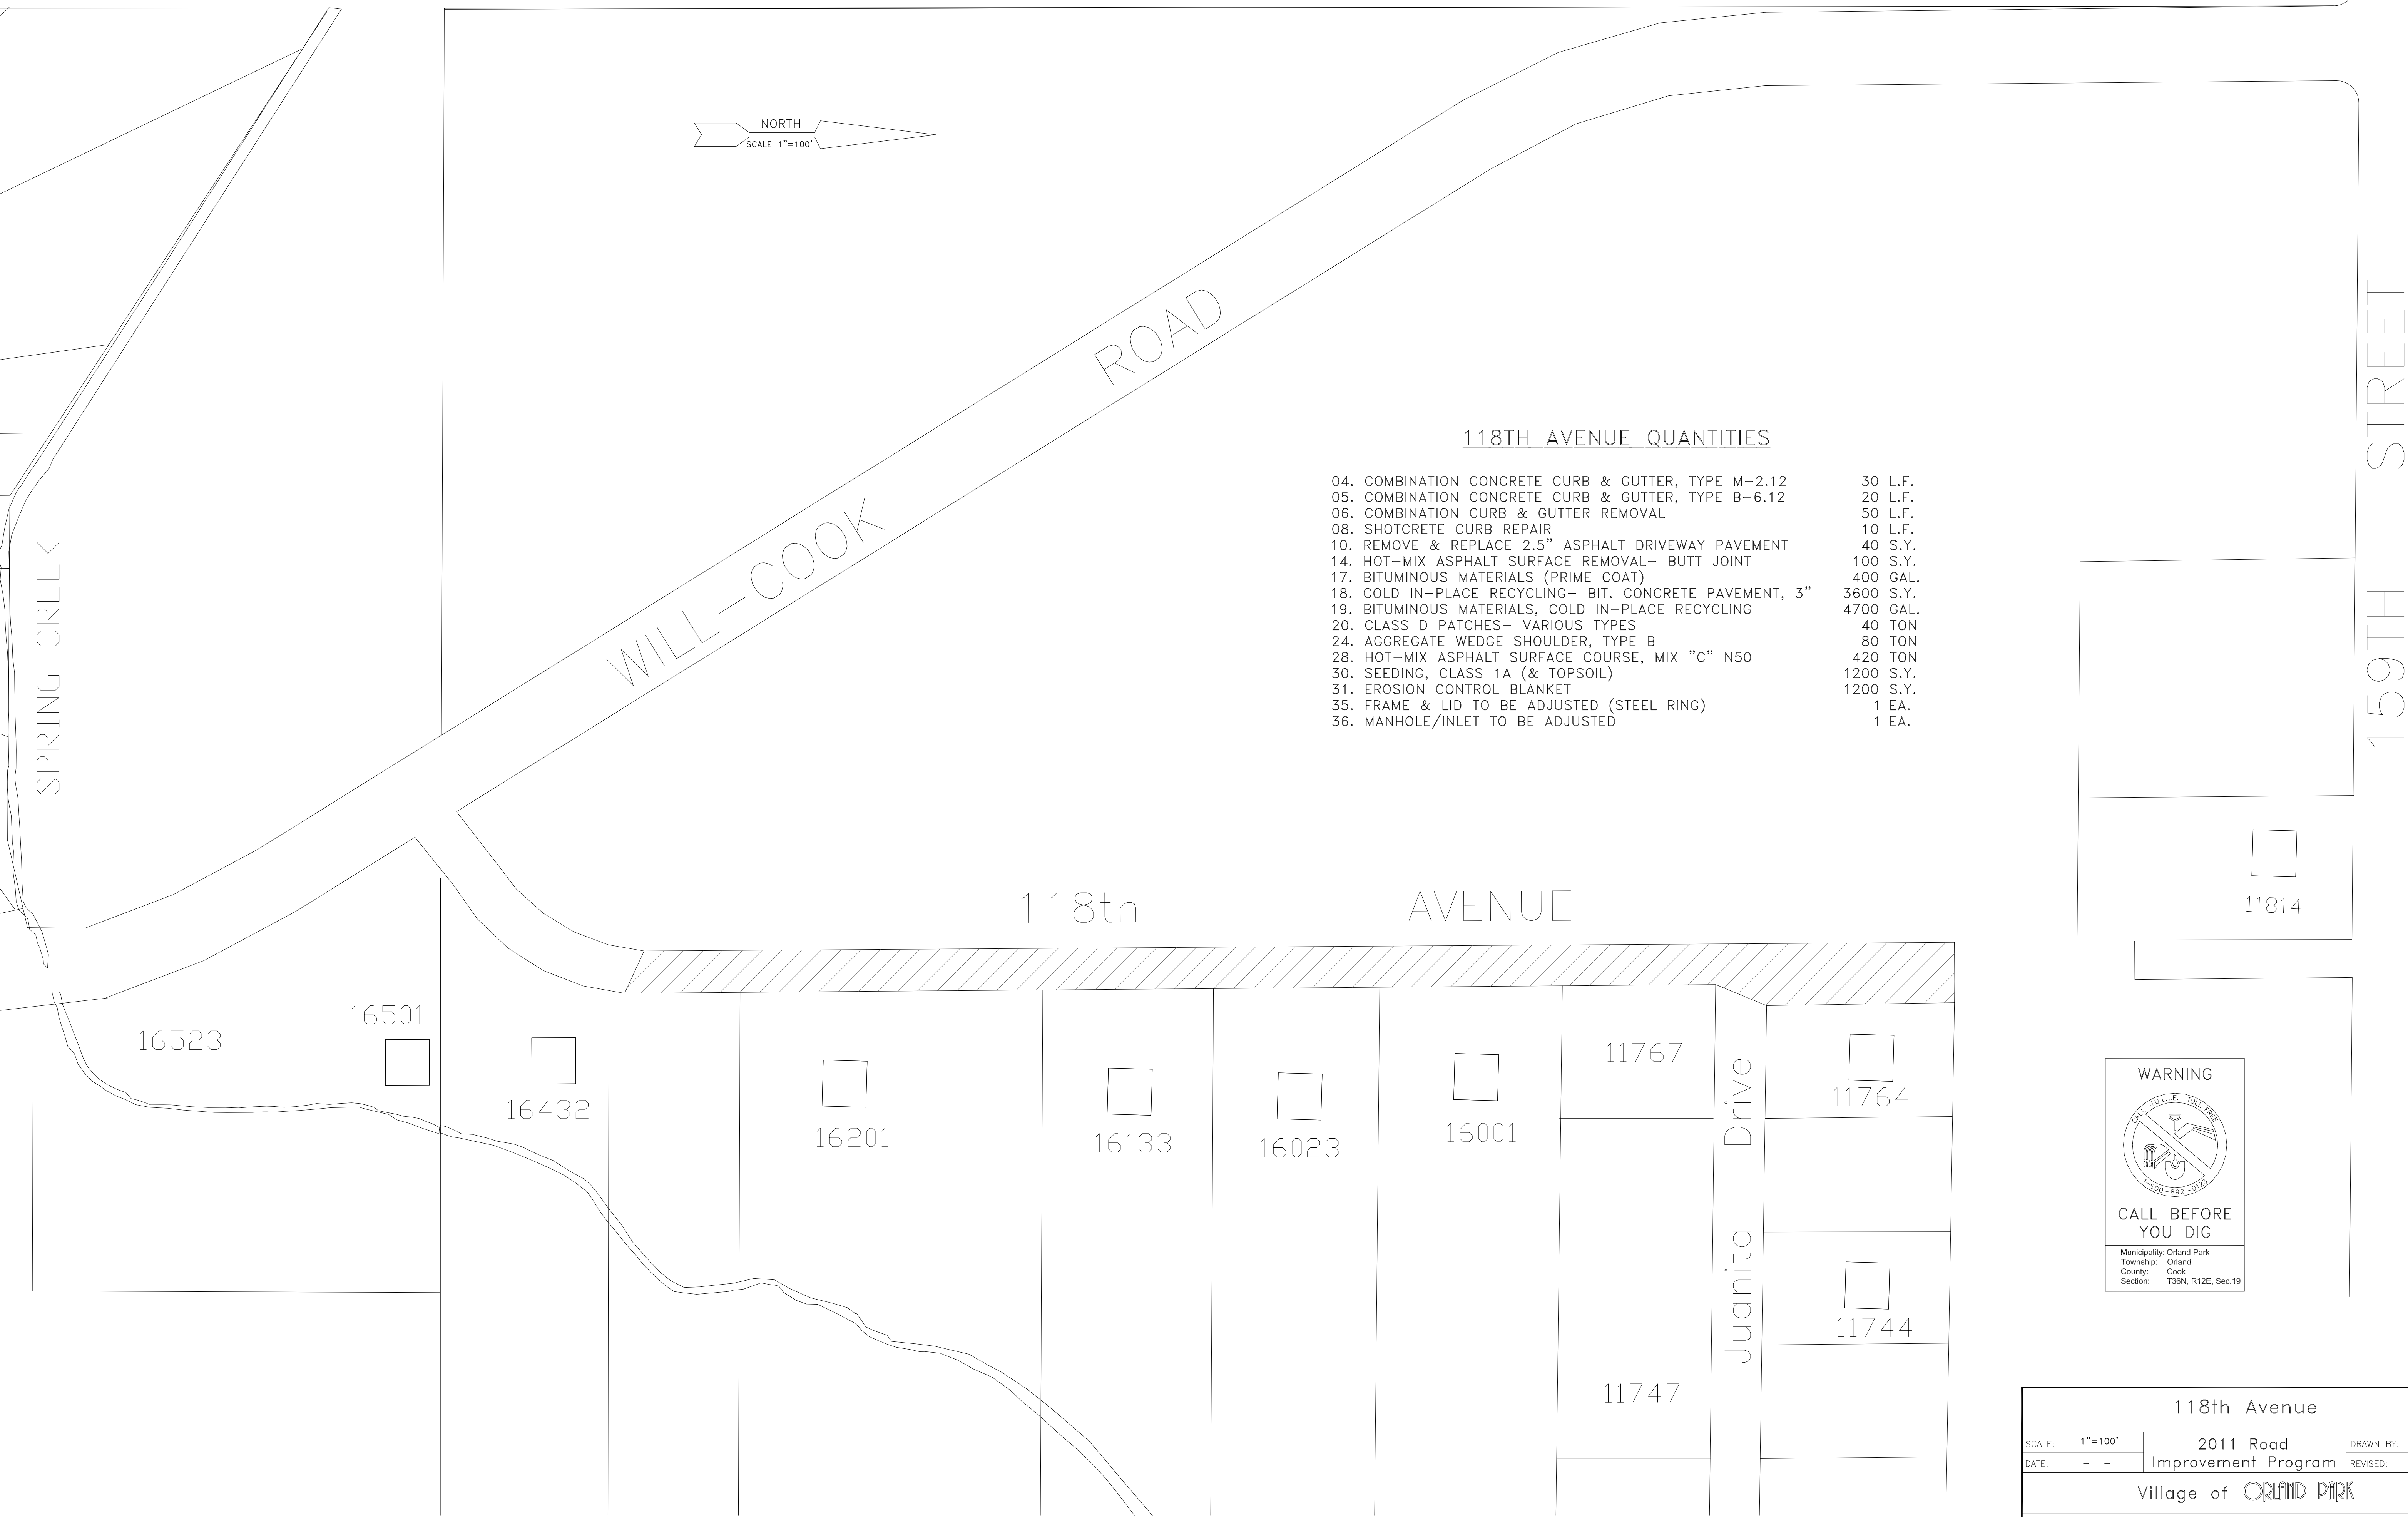 NORTH
SCALE 1"=100'
WILL-COOK ROAD
SPRING CREEK
159TH STREET
118TH AVENUE QUANTITIES
04. COMBINATION CONCRETE CURB & GUTTER, TYPE M-2.12 30 L.F.
05. COMBINATION CONCRETE CURB & GUTTER, TYPE B-6.12 20 L.F.
06. COMBINATION CURB & GUTTER REMOVAL 50 L.F.
08. SHOTCRETE CURB REPAIR 10 L.F.
10. REMOVE & REPLACE 2.5" ASPHALT DRIVEWAY PAVEMENT 40 S.Y.
14. HOT-MIX ASPHALT SURFACE REMOVAL- BUTT JOINT 100 S.Y.
17. BITUMINOUS MATERIALS (PRIME COAT) 400 GAL.
18. COLD IN-PLACE RECYCLING- BIT. CONCRETE PAVEMENT, 3" 3600 S.Y.
19. BITUMINOUS MATERIALS, COLD IN-PLACE RECYCLING 4700 GAL.
20. CLASS D PATCHES- VARIOUS TYPES 40 TON
24. AGGREGATE WEDGE SHOULDER, TYPE B 80 TON
28. HOT-MIX ASPHALT SURFACE COURSE, MIX "C" N50 420 TON
30. SEEDING, CLASS 1A (& TOPSOIL) 1200 S.Y.
31. EROSION CONTROL BLANKET 1200 S.Y.
35. FRAME & LID TO BE ADJUSTED (STEEL RING) 1 EA.
36. MANHOLE/INLET TO BE ADJUSTED 1 EA.
118th AVENUE
11814
16523
16501
16432
16201
16133
16023
16001
11767
Juanita Drive
11764
11744
11747
WARNING
CALL J.U.L.I.E. TOLL FREE
1-800-892-0123
CALL BEFORE
YOU DIG
Municipality: Orland Park
Township: Orland
County: Cook
Section: T36N, R12E, Sec.19
118th Avenue
SCALE: 1"=100'
DATE: __-__-__
2011 Road
Improvement Program
DRAWN BY:
REVISED:
Village of ORLAND PARK